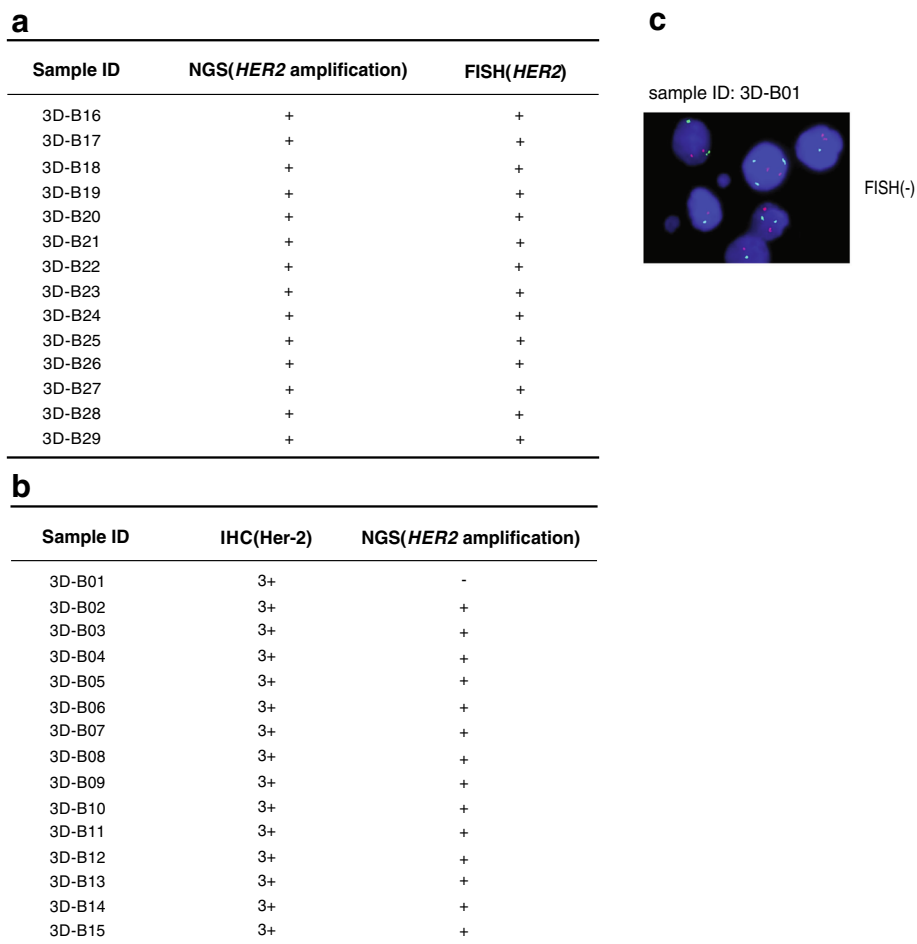 a
Sample ID NGS(HER2 amplification) FISH(HER2)
3D-B16 + +
3D-B17 + +
3D-B18 + +
3D-B19 + +
3D-B20 + +
3D-B21 + +
3D-B22 + +
3D-B23 + +
3D-B24 + +
3D-B25 + +
3D-B26 + +
3D-B27 + +
3D-B28 + +
3D-B29 + +
b
Sample ID IHC(Her-2) NGS(HER2 amplification)
3D-B01 3+ -
3D-B02 3+ +
3D-B03 3+ +
3D-B04 3+ +
3D-B05 3+ +
3D-B06 3+ +
3D-B07 3+ +
3D-B08 3+ +
3D-B09 3+ +
3D-B10 3+ +
3D-B11 3+ +
3D-B12 3+ +
3D-B13 3+ +
3D-B14 3+ +
3D-B15 3+ +
c
sample ID: 3D-B01
FISH(-)